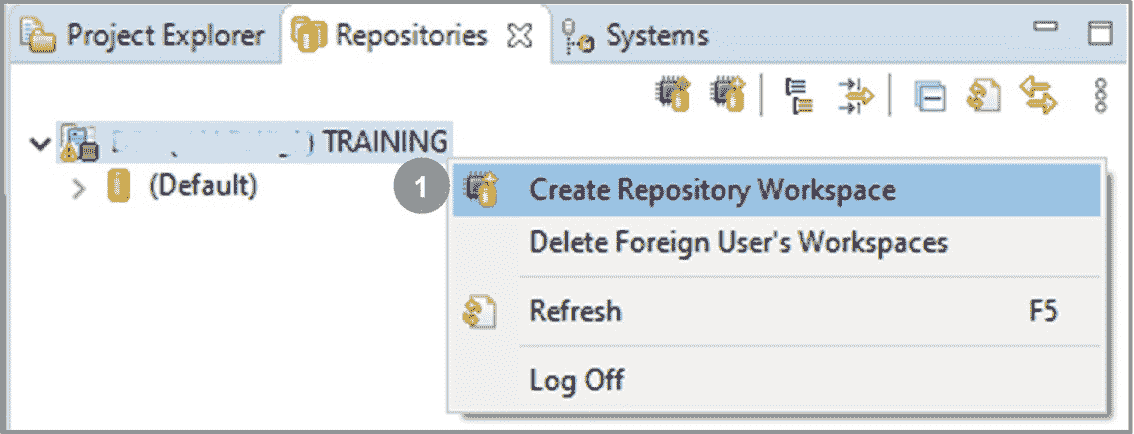 Project Explorer Repositories Systems
TRAINING
(Default)
1 Create Repository Workspace
Delete Foreign User's Workspaces
Refresh F5
Log Off